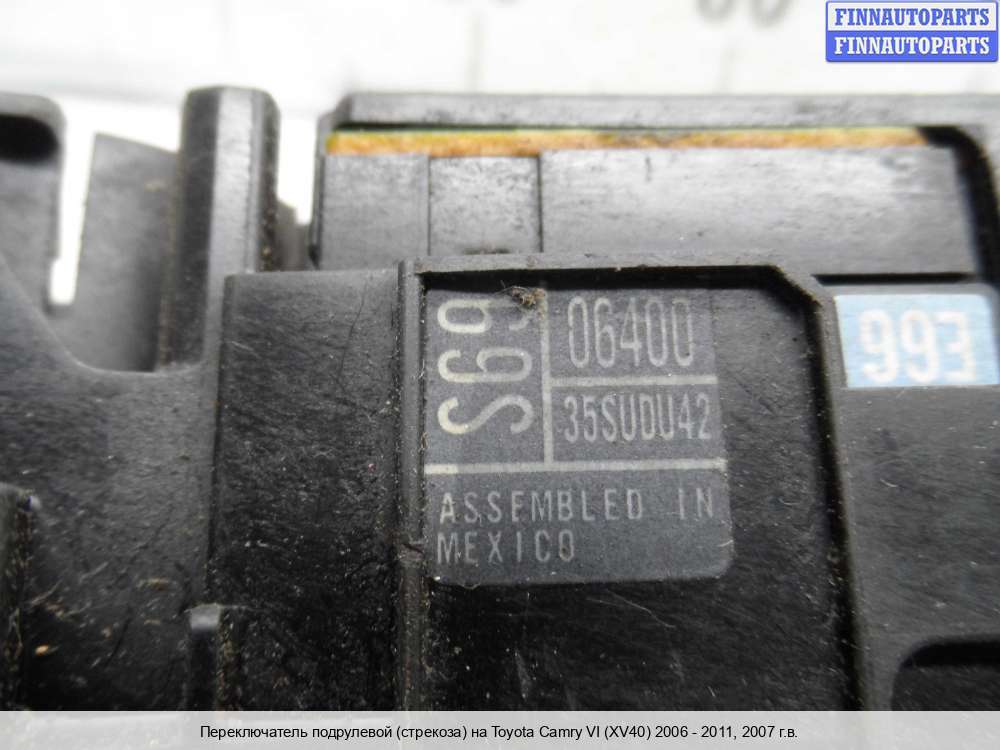 FINNAUTOPARTS
FINNAUTOPARTS
S69
06400
35SUDU42
993
ASSEMBLED IN
MEXICO
Переключатель подрулевой (стрекоза) на Toyota Camry VI (XV40) 2006 - 2011, 2007 г.в.